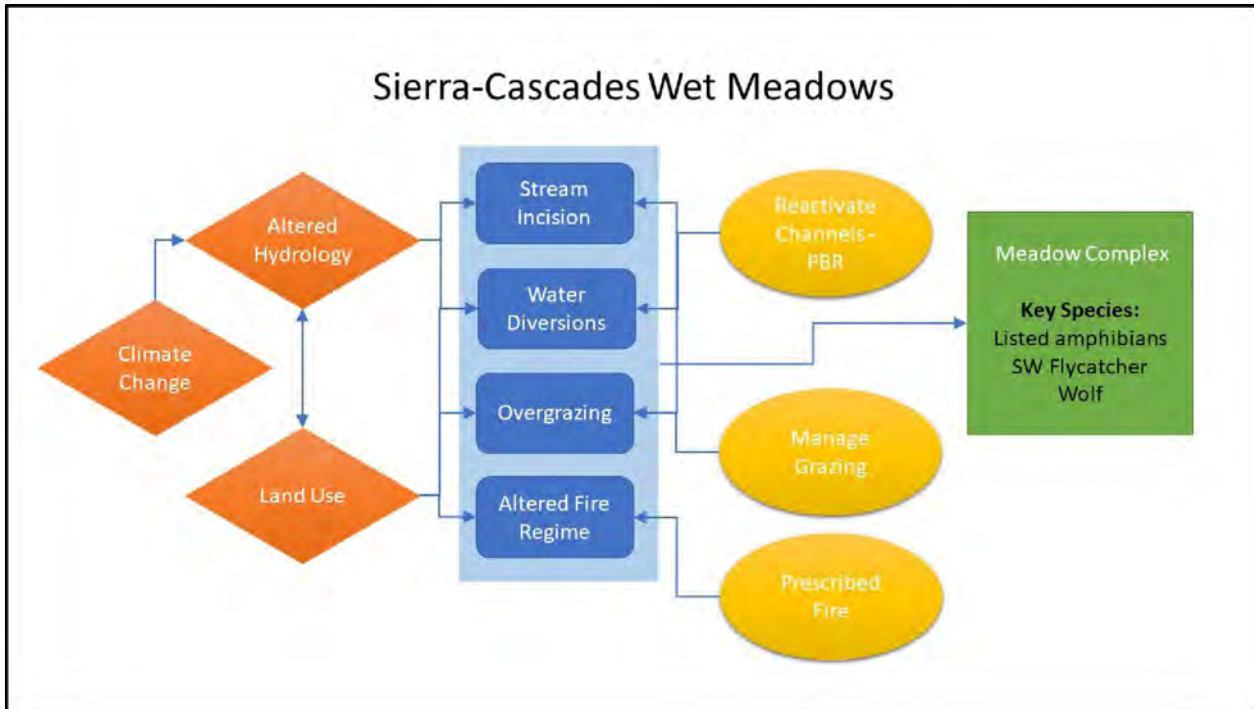 Sierra-Cascades Wet Meadows
Altered
Hydrology
Climate
Change
Land Use
Stream
Incision
Water
Diversions
Overgrazing
Altered Fire
Regime
Reactivate
Channels -
PBR
Manage
Grazing
Prescribed
Fire
Meadow Complex
Key Species:
Listed amphibians
SW Flycatcher
Wolf